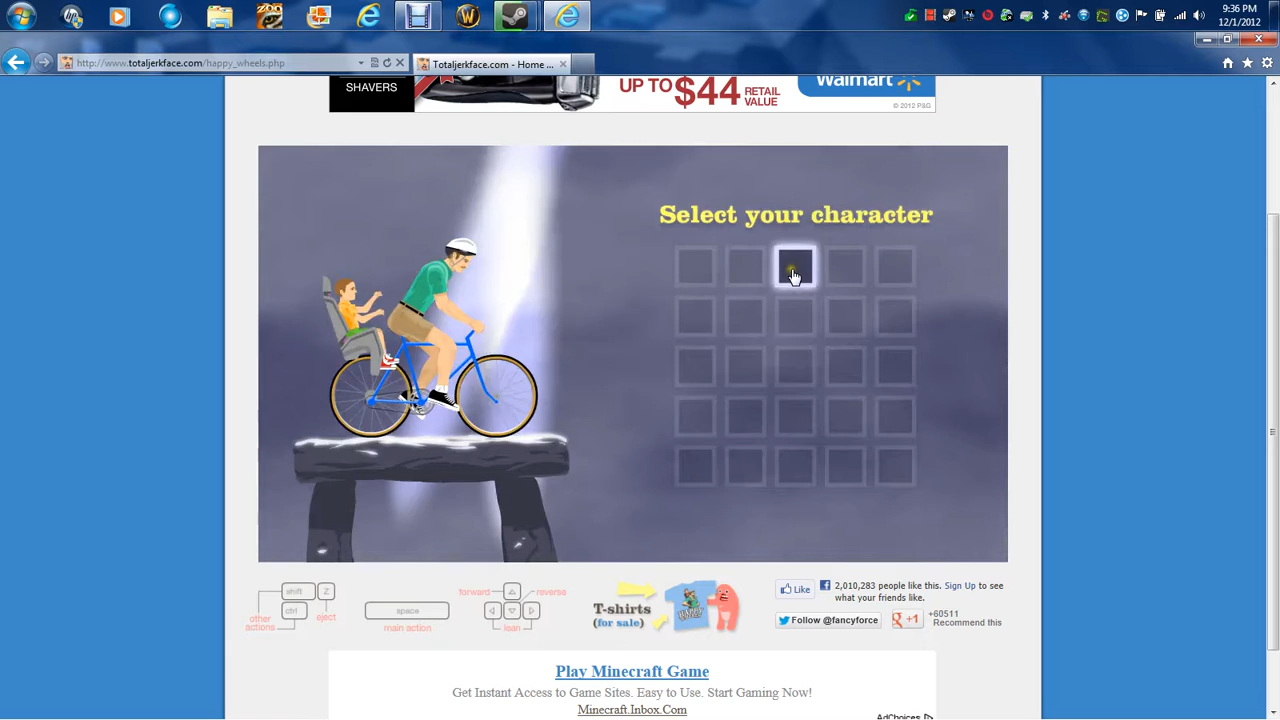 9:36 PM
12/1/2012
http://www.totaljerkface.com/happy_wheels.php
Totaljerkface.com - Home ...
SHAVERS
UP TO $44 RETAIL VALUE
Walmart
© 2012 P&G
Select your character
shift
Z
ctrl
other actions
eject
space
main action
forward
reverse
lean
T-shirts
(for sale)
Like
2,010,283 people like this. Sign Up to see
what your friends like.
Follow @fancyforce
+1
+60511
Recommend this
Play Minecraft Game
Get Instant Access to Game Sites. Easy to Use. Start Gaming Now!
Minecraft.Inbox.Com
AdChoices